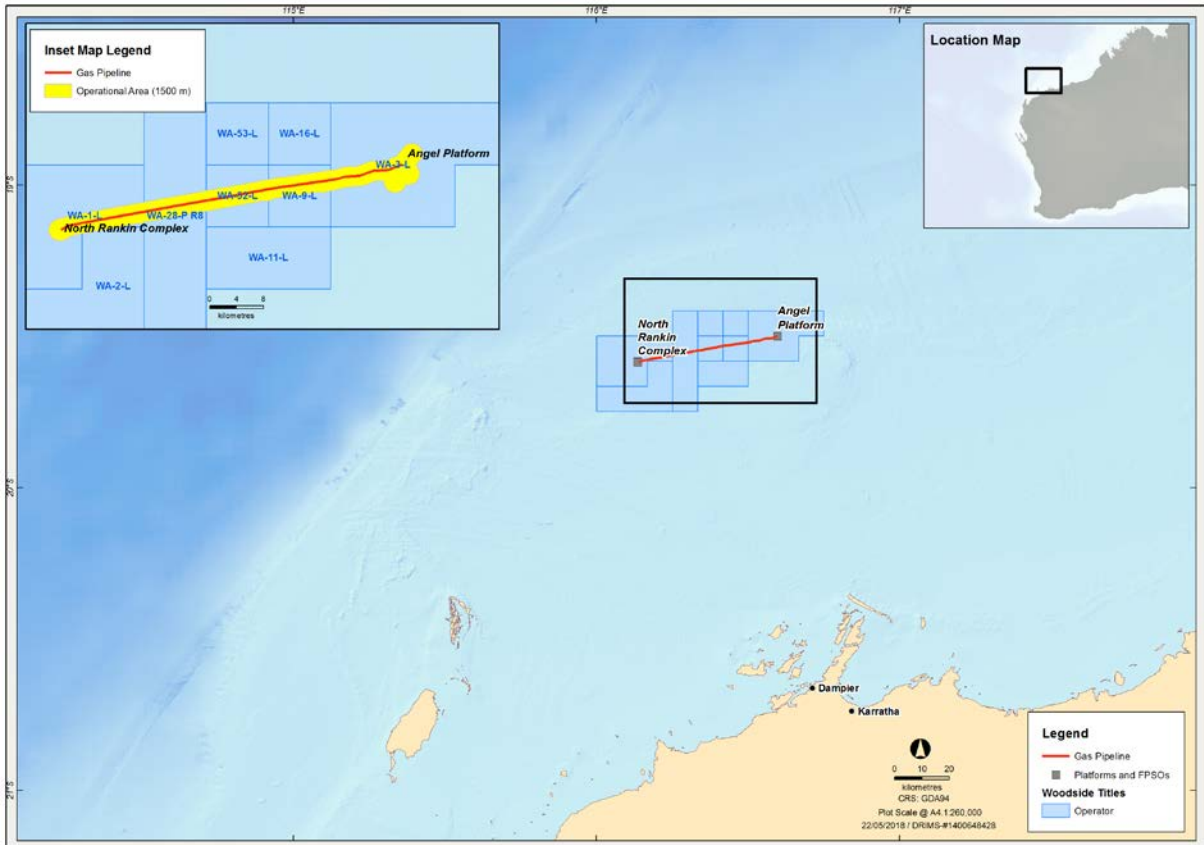 115°E
116°E
117°E
Inset Map Legend
Gas Pipeline
Operational Area (1500 m)
WA-53-L
WA-16-L
Angel Platform
WA-3-L
WA-52-L
WA-9-L
WA-1-L
WA-28-P R8
North Rankin Complex
WA-11-L
WA-2-L
0 4 8
kilometres
Location Map
19°S
North
Rankin
Complex
Angel
Platform
20°S
Dampier
Karratha
21°S
0 10 20
kilometres
CRS: GDA94
Plot Scale @ A4.1:260,000
22/05/2018 / DRIMS-#1400648428
Legend
Gas Pipeline
Platforms and FPSOs
Woodside Titles
Operator